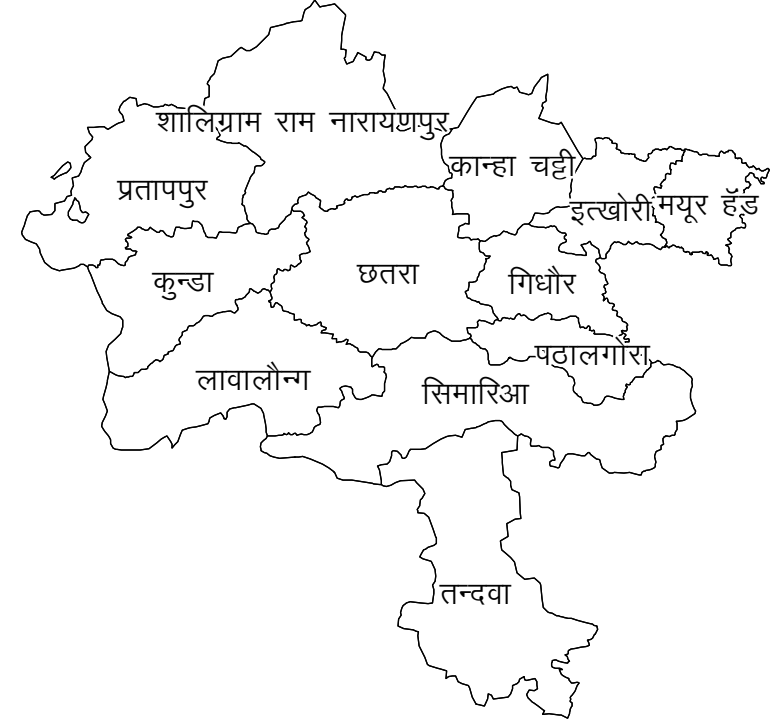 शालिग्राम राम नारायणपुर
कान्हा चट्टी
प्रतापपुर
इत्खोरी
मयूर हॅंड
कुन्डा
छतरा
गिधौर
पठालगोरा
लावालौन्ग
सिमारिआ
तन्दवा